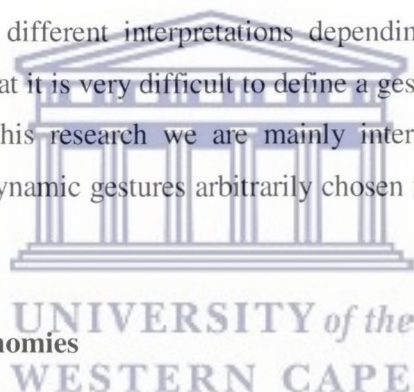 different interpretations dependin
at it is very difficult to define a ges
his research we are mainly inter
ynamic gestures arbitrarily chosen
UNIVERSITY of the
nomies
WESTERN CAPE